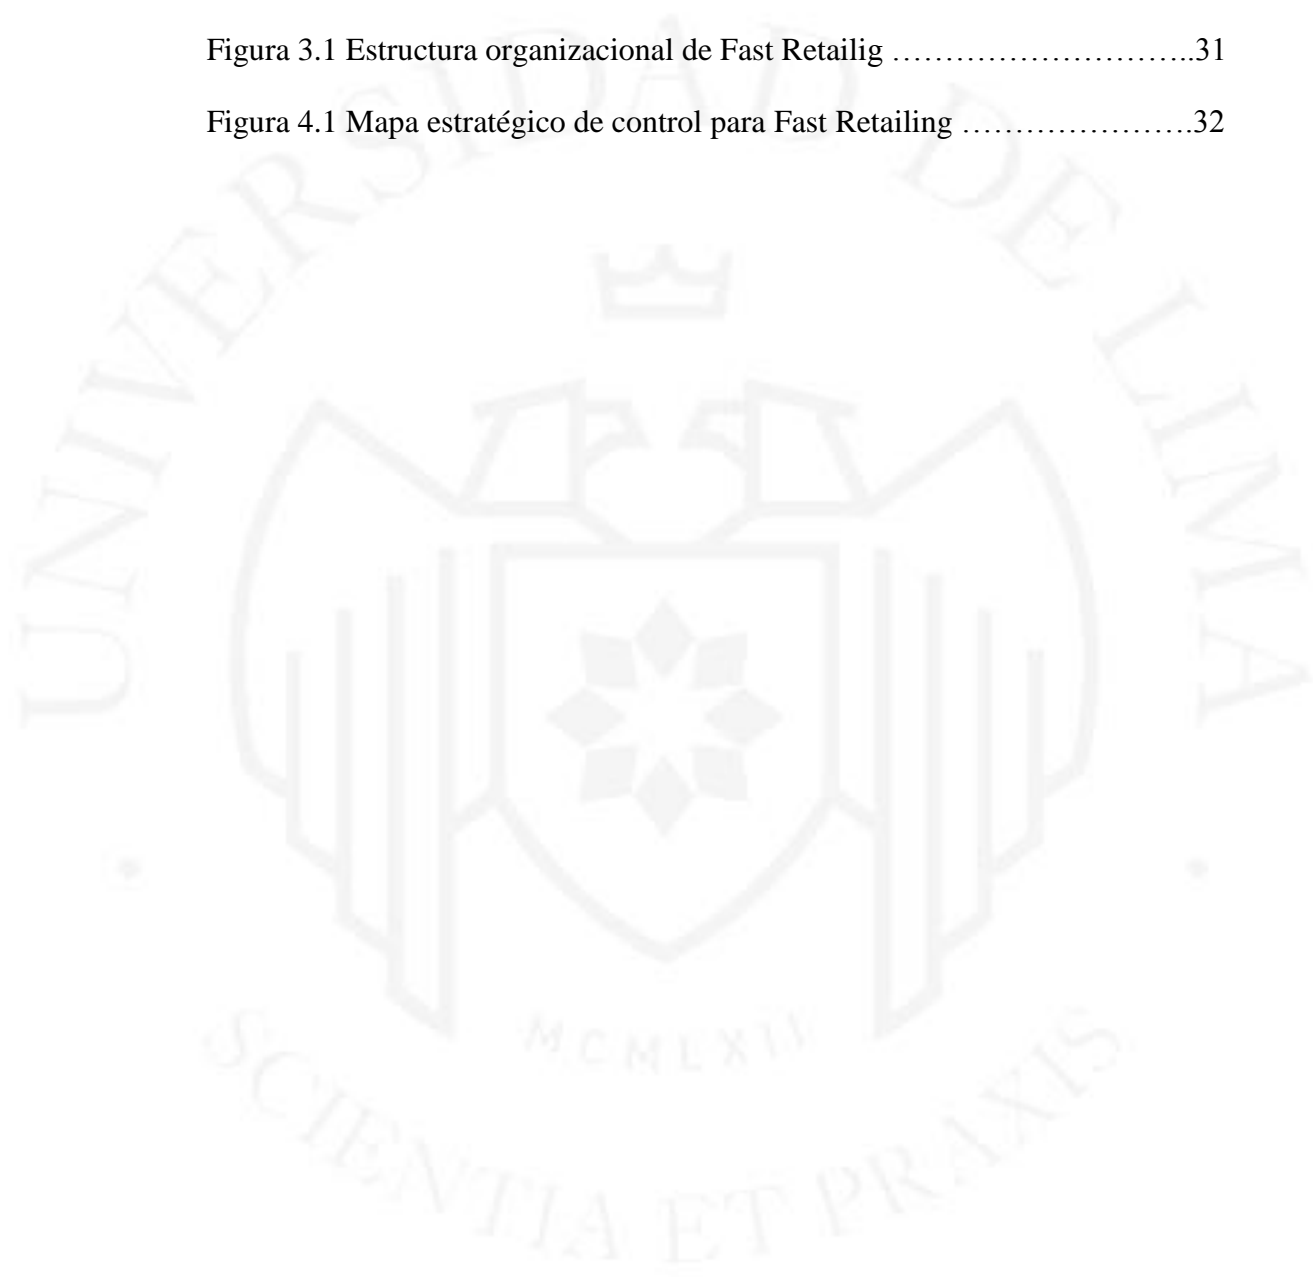 Figura 3.1 Estructura organizacional de Fast Retailig ………………………..31
Figura 4.1 Mapa estratégico de control para Fast Retailing ………………….32
UNIVERSIDAD DE LIMA
MCMLXII
SCIENTIA ET PRAXIS